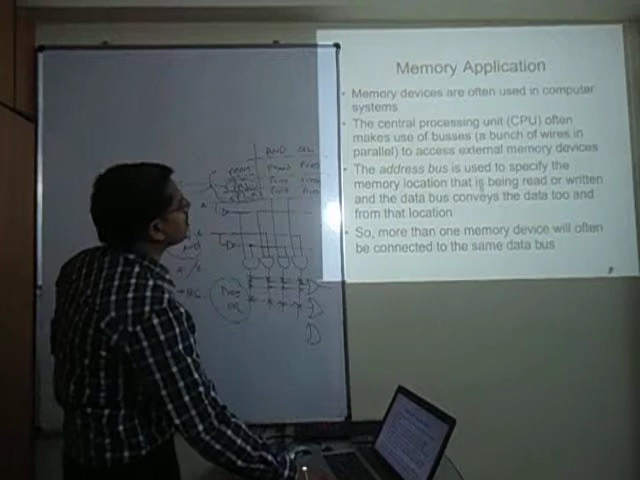 Memory Application
• Memory devices are often used in computer
systems
• The central processing unit (CPU) often
makes use of busses (a bunch of wires in
parallel) to access external memory devices
• The address bus is used to specify the
memory location that is being read or written
and the data bus conveys the data too and
from that location
• So, more than one memory device will often
be connected to the same data bus
AND OR